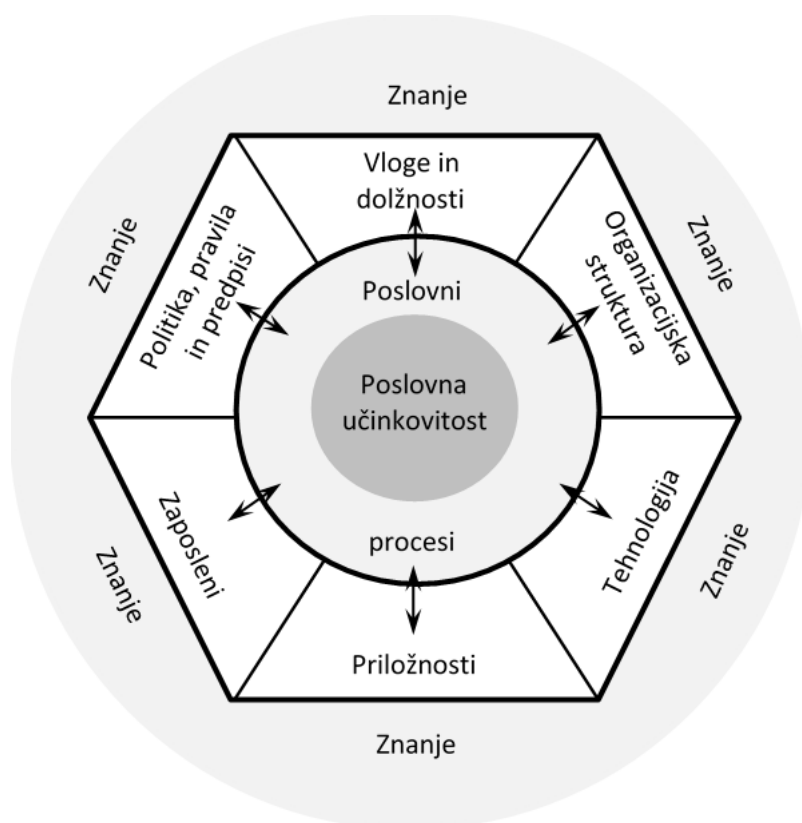 Znanje
Vloge in
dolžnosti
Znanje
Politika, pravila
in predpisi
Organizacijska
struktura
Znanje
Poslovni
Poslovna
učinkovitost
procesi
Znanje
Zaposleni
Tehnologija
Znanje
Priložnosti
Znanje